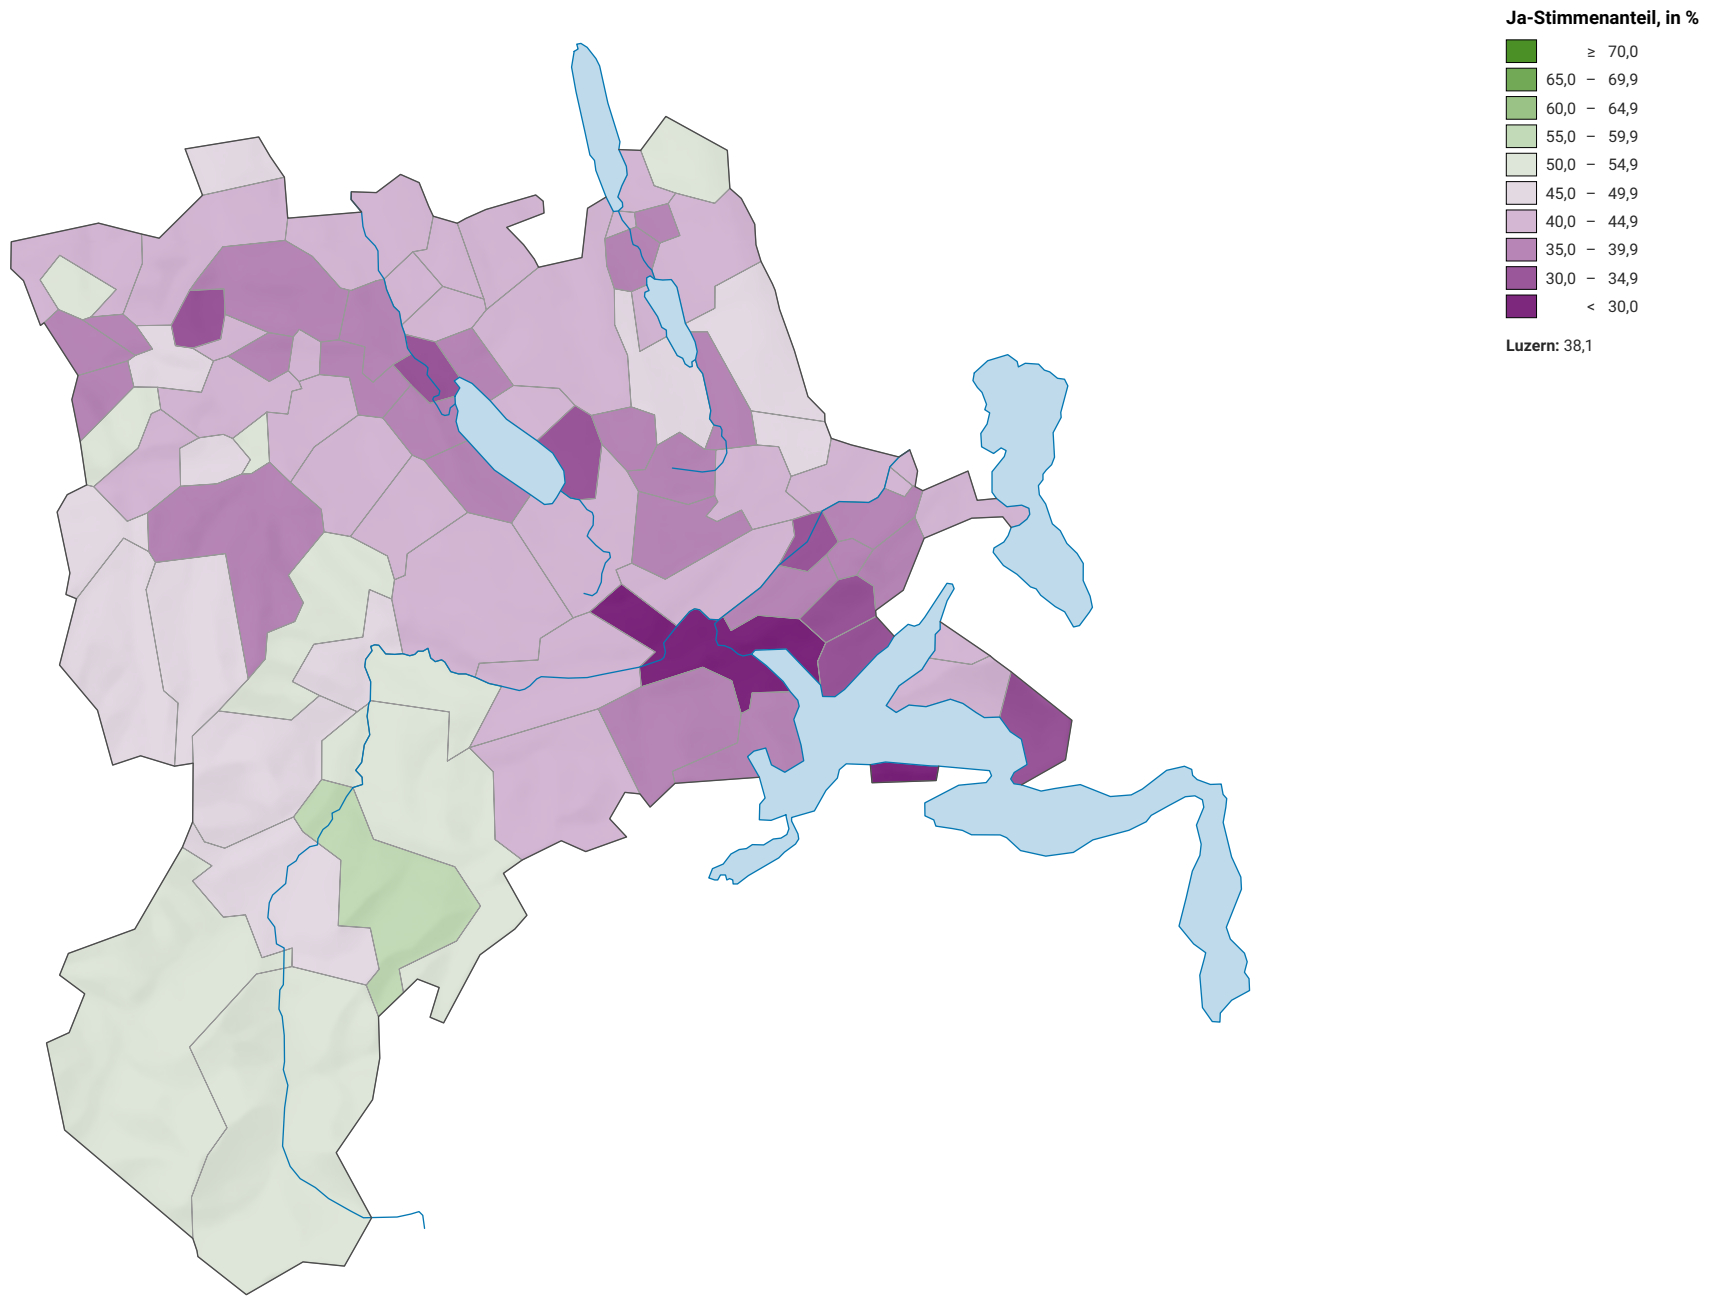 Ja-Stimmenanteil, in %
≥ 70,0
65,0 – 69,9
60,0 – 64,9
55,0 – 59,9
50,0 – 54,9
45,0 – 49,9
40,0 – 44,9
35,0 – 39,9
30,0 – 34,9
< 30,0
Luzern: 38,1